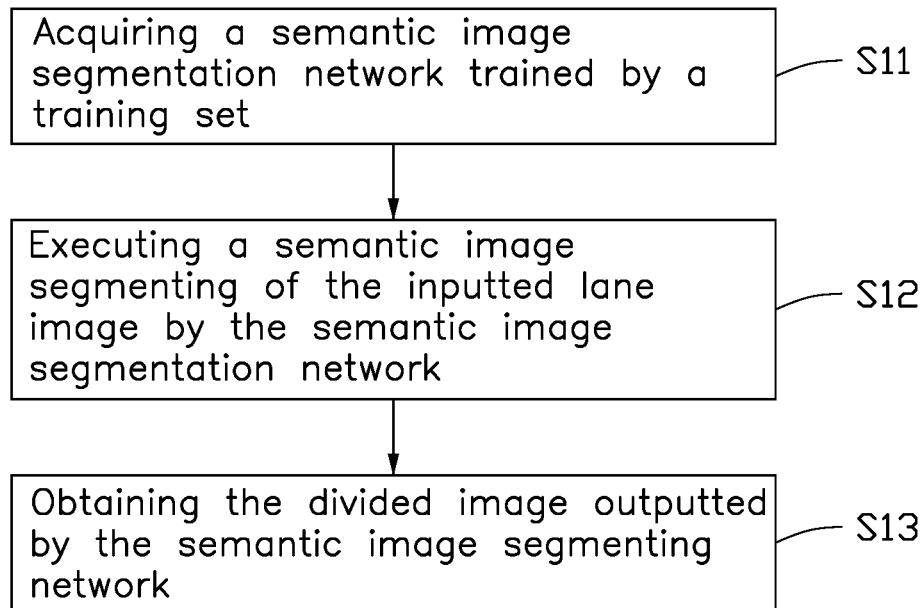 Acquiring a semantic image
segmentation network trained by a
training set
S11
Executing a semantic image
segmenting of the inputted lane
image by the semantic image
segmentation network
S12
Obtaining the divided image outputted
by the semantic image segmenting
network
S13